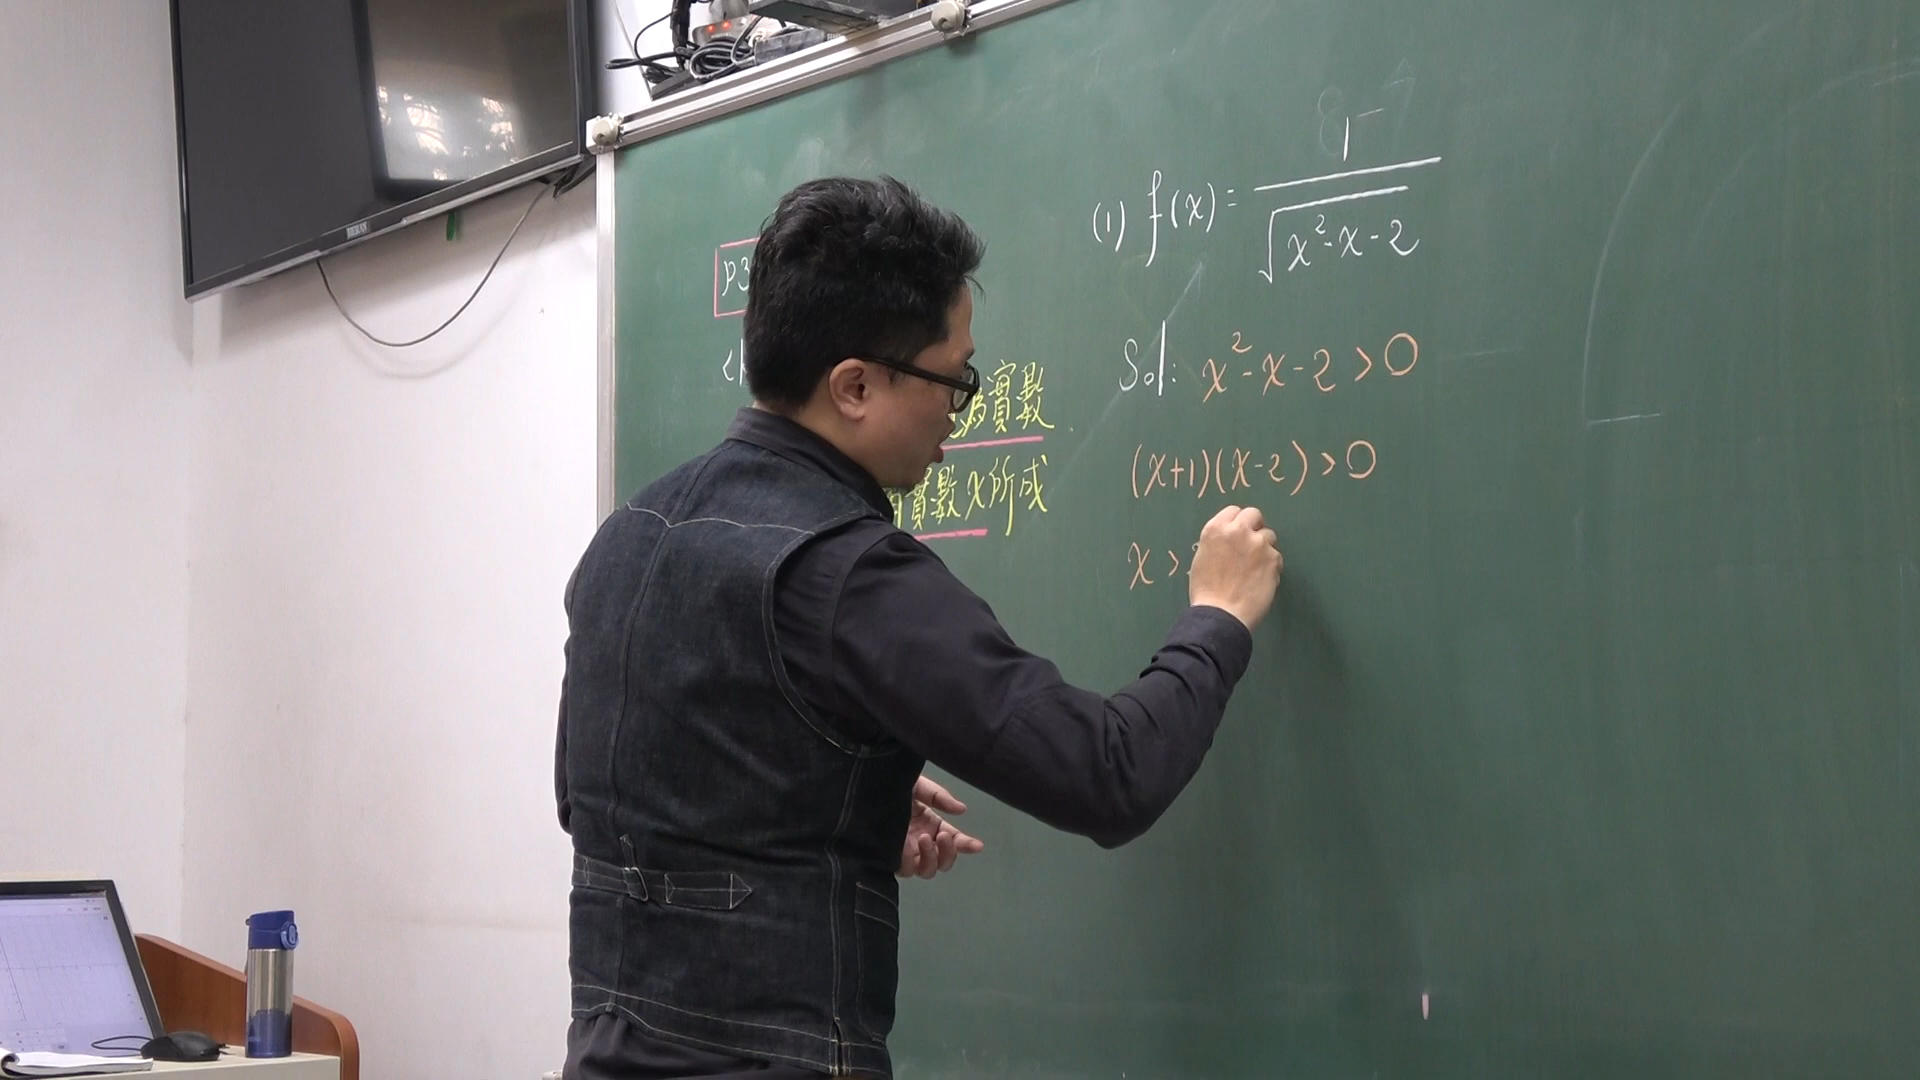 P3
為實數
實數x所成
(1) f(x) = 1 / √(x²-x-2)
Sol: x²-x-2>0
(x+1)(x-2)>0
x>